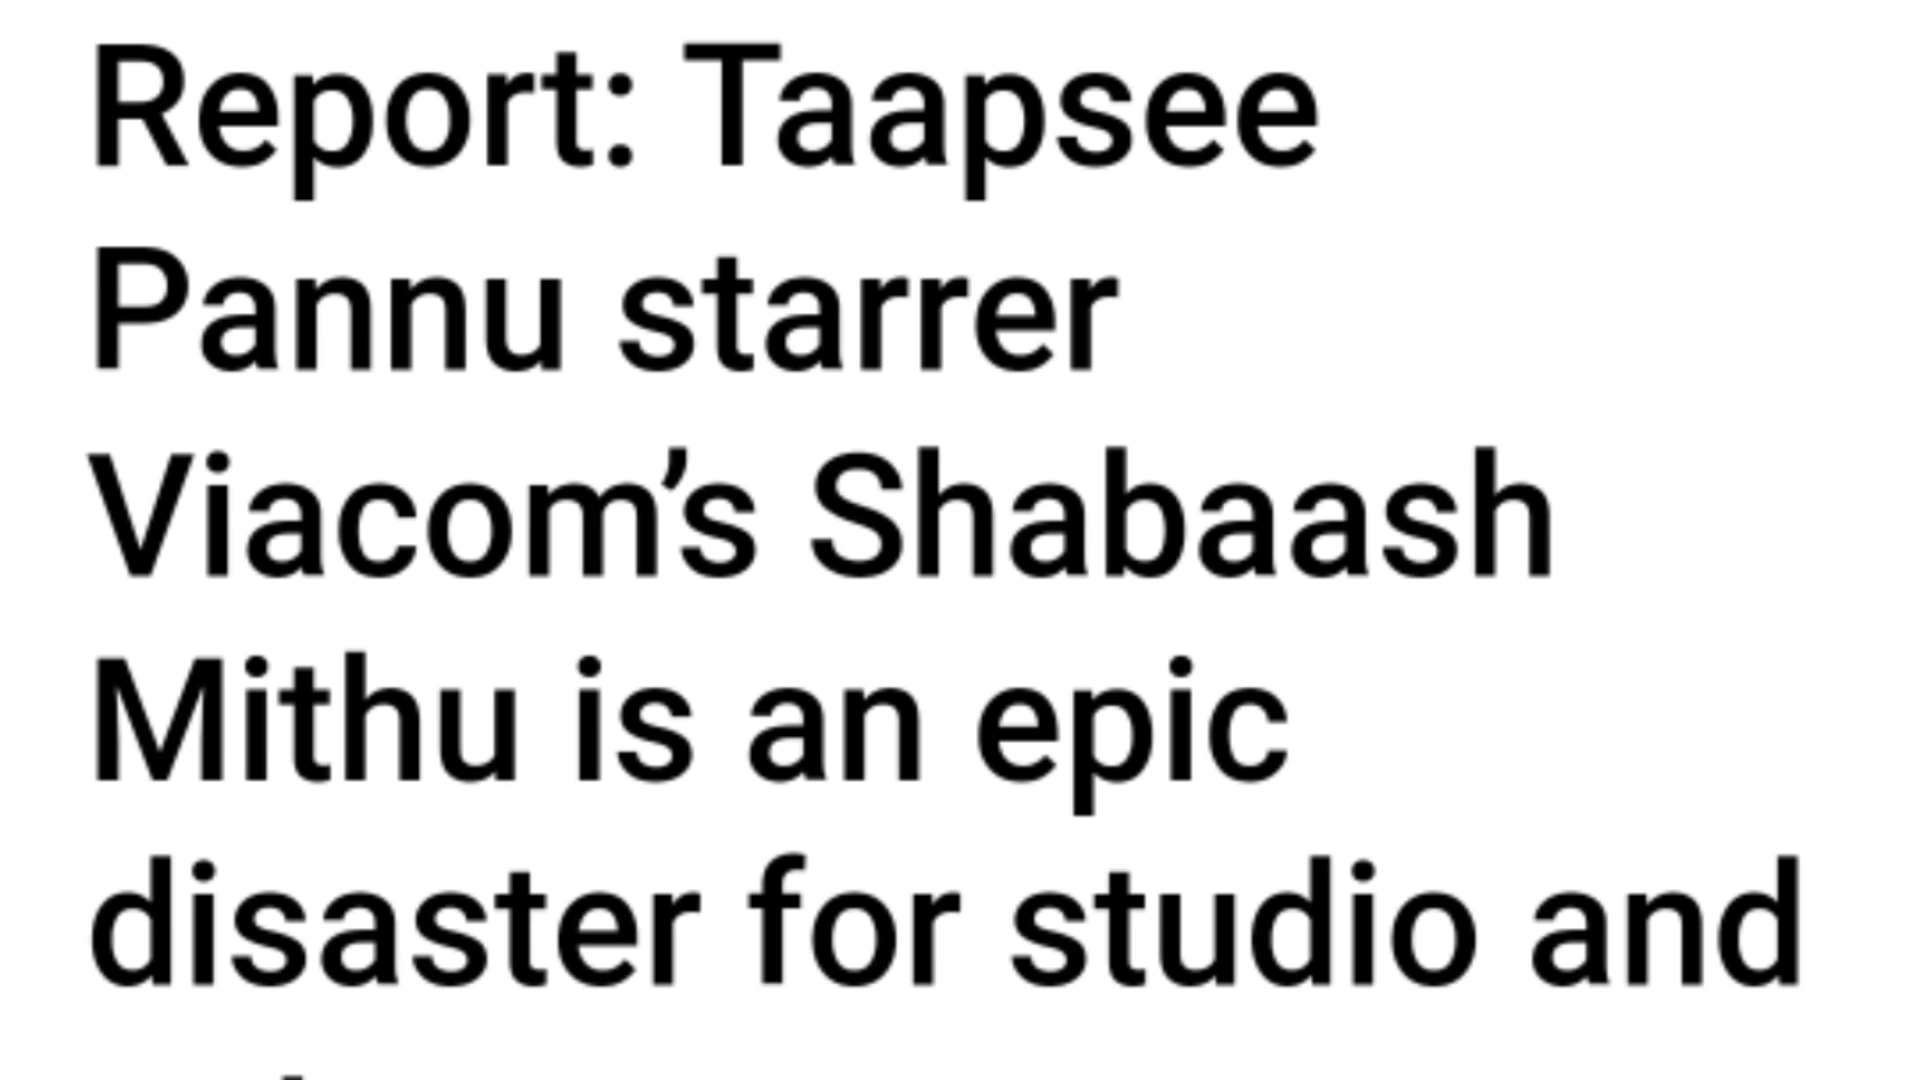 Report: Taapsee
Pannu starrer
Viacom’s Shabaash
Mithu is an epic
disaster for studio and